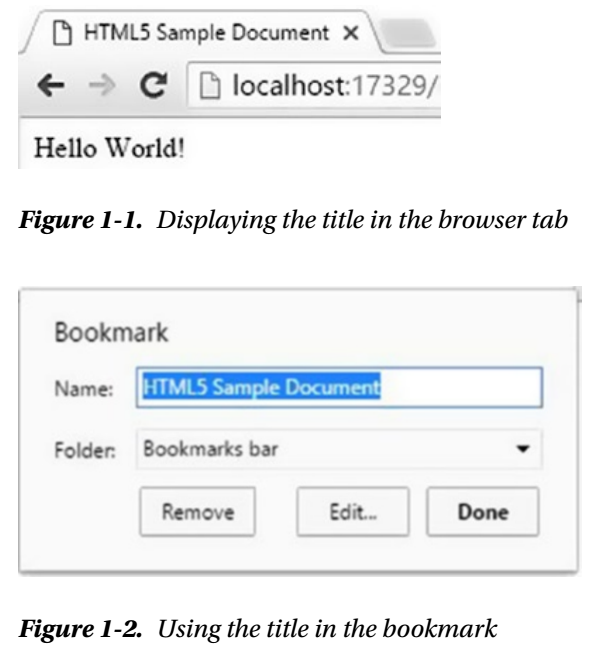 HTML5 Sample Document
localhost:17329/
Hello World!
Figure 1-1. Displaying the title in the browser tab
Bookmark
Name: HTML5 Sample Document
Folder: Bookmarks bar
Remove Edit... Done
Figure 1-2. Using the title in the bookmark